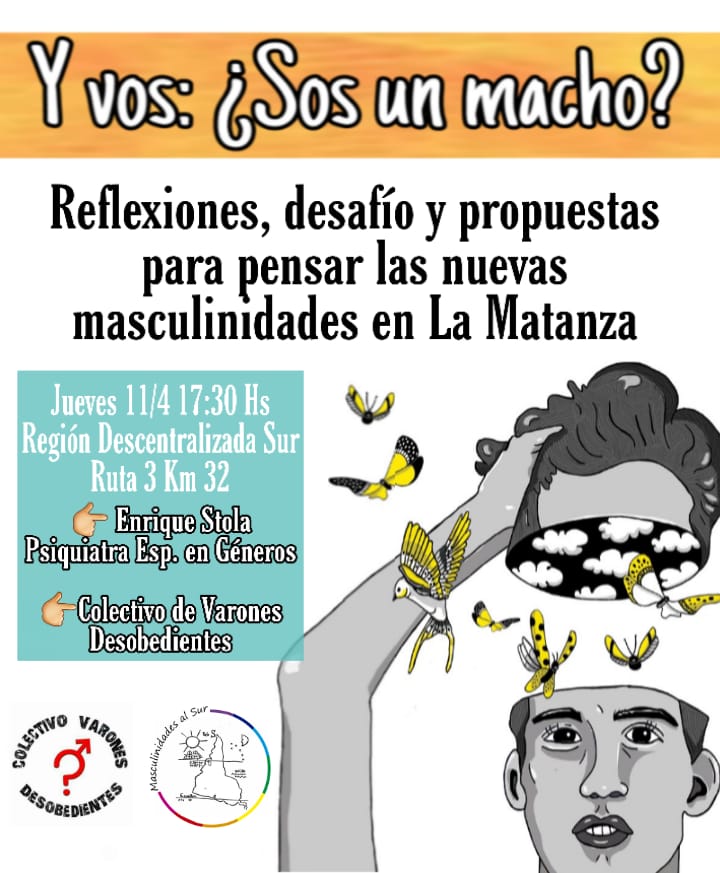 Y vos: ¿Sos un macho?
Reflexiones, desafío y propuestas
para pensar las nuevas
masculinidades en La Matanza
Jueves 11/4 17:30 Hs
Región Descentralizada Sur
Ruta 3 Km 32
👉 Enrique Stola
Psiquiatra Esp. en Géneros
👉Colectivo de Varones
Desobedientes
COLECTIVO VARONES
DESOBEDIENTES
Masculinidades al Sur